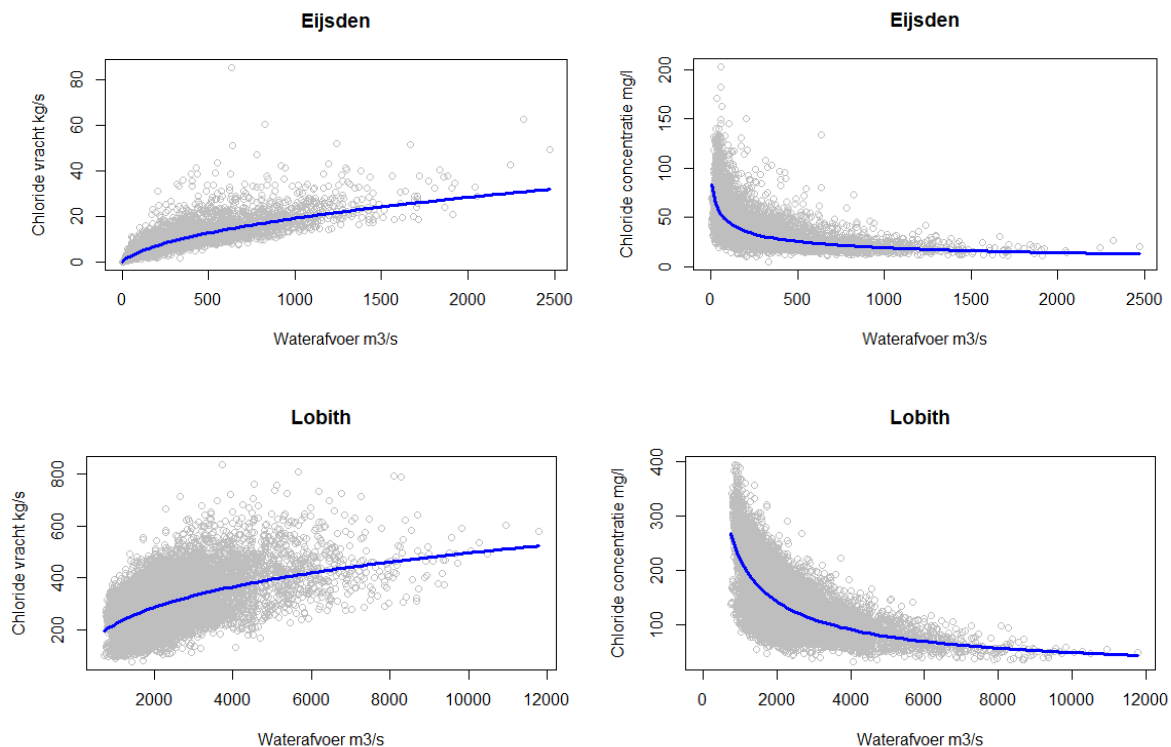 Eijsden
Chloride vracht kg/s
80
60
40
20
0
0 500 1000 1500 2000 2500
Waterafvoer m3/s
Eijsden
Chloride concentratie mg/l
200
150
100
50
0
0 500 1000 1500 2000 2500
Waterafvoer m3/s
Lobith
Chloride vracht kg/s
800
600
400
200
2000 4000 6000 8000 10000 12000
Waterafvoer m3/s
Lobith
Chloride concentratie mg/l
400
300
200
100
0 2000 4000 6000 8000 10000 12000
Waterafvoer m3/s